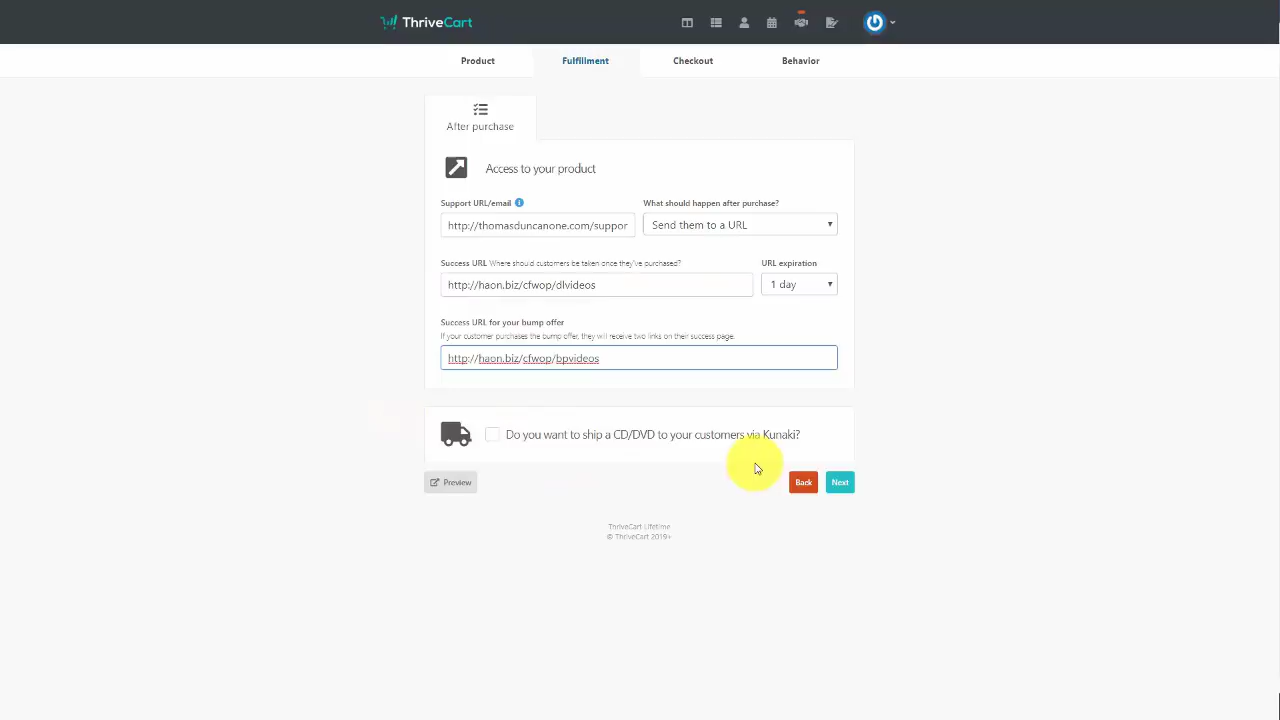 ThriveCart
Product
Fulfillment
Checkout
Behavior
After purchase
Access to your product
Support URL/email
What should happen after purchase?
http://thomasduncanone.com/suppor
Send them to a URL
Success URL Where should customers be taken once they've purchased?
URL expiration
http://haon.biz/cfwop/dlvideos
1 day
Success URL for your bump offer
If your customer purchases the bump offer, they will receive two links on their success page.
http://haon.biz/cfwop/bpvideos
Do you want to ship a CD/DVD to your customers via Kunaki?
Preview
Back
Next
ThriveCart Lifetime
© ThriveCart 2019+